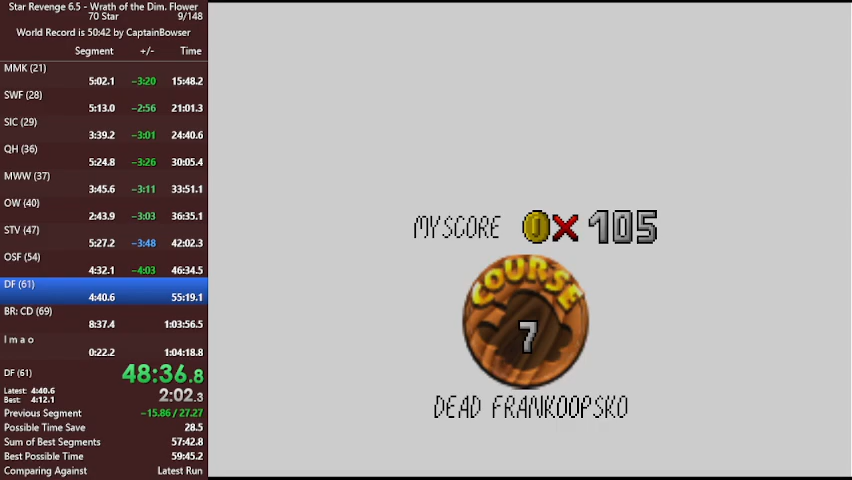 Star Revenge 6.5 - Wrath of the Dim. Flower
70 Star 9/148
World Record is 50:42 by CaptainBowser
Segment +/- Time
MMK (21)
5:02.1 −3:20 15:48.2
SWF (28)
5:13.0 −2:56 21:01.3
SIC (29)
3:39.2 −3:01 24:40.6
QH (36)
5:24.8 −3:26 30:05.4
MWW (37)
3:45.6 −3:11 33:51.1
OW (40)
2:43.9 −3:03 36:35.1
STV (47)
5:27.2 −3:48 42:02.3
OSF (54)
4:32.1 −4:03 46:34.5
DF (61)
4:40.6 55:19.1
BR: CD (69)
8:37.4 1:03:56.5
l m a o
0:22.2 1:04:18.8
DF (61) 48:36.8
Latest: 4:40.6
Best: 4:12.1
2:02.3
Previous Segment −15.86 / 27.27
Possible Time Save 28.5
Sum of Best Segments 57:42.8
Best Possible Time 59:45.2
Comparing Against Latest Run
MY SCORE J× 105
COURSE
7
DEAD FRANKOOPSKO